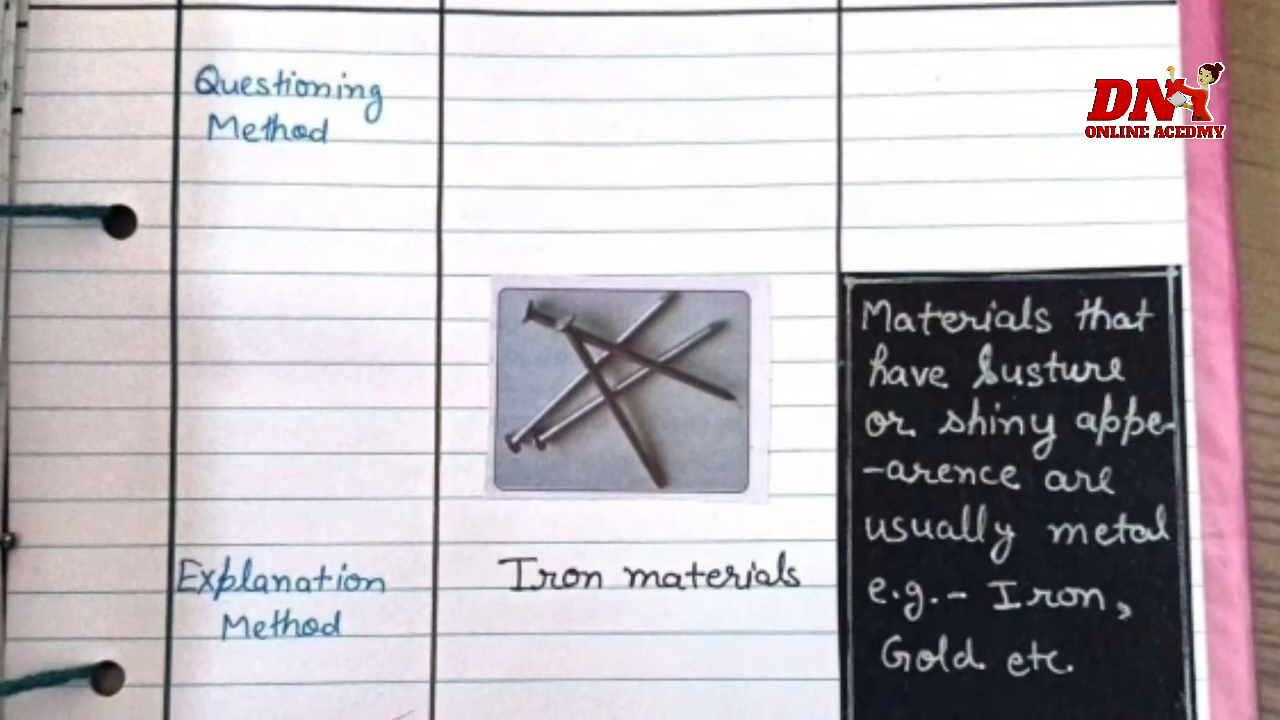 Questioning
Method
DN
ONLINE ACEDMY
Materials that
have Susture
or shiny appe-
-arence are
usually metal
e.g.- Iron,
Gold etc.
Iron materials
Explanation
Method